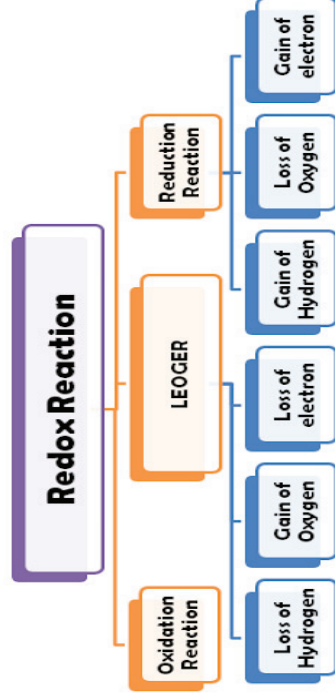 Redox Reaction
Oxidation
Reaction
LEOGER
Reduction
Reaction
Loss of
Hydrogen
Gain of
Oxygen
Loss of
electron
Gain of
Hydrogen
Loss of
Oxygen
Gain of
electron